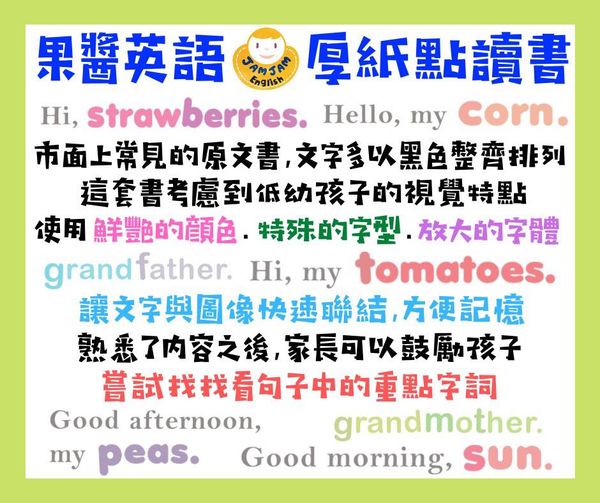 果醬英語 JAMJAM English 厚紙點讀書
Hi, strawberries. Hello, my corn.
市面上常見的原文書,文字多以黑色整齊排列
這套書考慮到低幼孩子的視覺特點
使用鮮豔的顏色.特殊的字型.放大的字體
grandfather. Hi, my tomatoes.
讓文字與圖像快速聯結,方便記憶
熟悉了內容之後,家長可以鼓勵孩子
嘗試找找看句子中的重點字詞
Good afternoon,
my peas.
grandmother.
Good morning, sun.